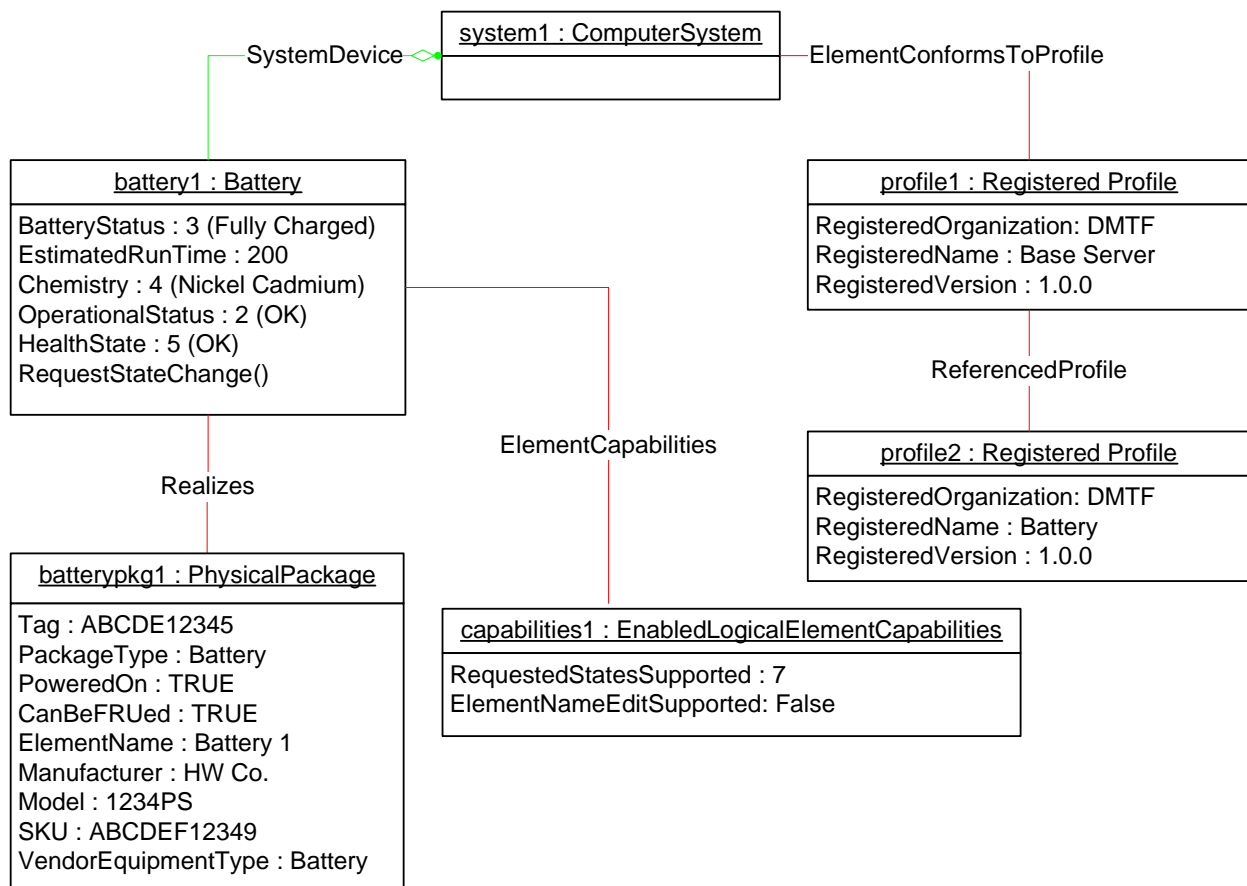 system1 : ComputerSystem
SystemDevice
ElementConformsToProfile
battery1 : Battery
BatteryStatus : 3 (Fully Charged)
EstimatedRunTime : 200
Chemistry : 4 (Nickel Cadmium)
OperationalStatus : 2 (OK)
HealthState : 5 (OK)
RequestStateChange()
profile1 : Registered Profile
RegisteredOrganization: DMTF
RegisteredName : Base Server
RegisteredVersion : 1.0.0
ReferencedProfile
ElementCapabilities
profile2 : Registered Profile
RegisteredOrganization: DMTF
RegisteredName : Battery
RegisteredVersion : 1.0.0
Realizes
batterypkg1 : PhysicalPackage
Tag : ABCDE12345
PackageType : Battery
PoweredOn : TRUE
CanBeFRUed : TRUE
ElementName : Battery 1
Manufacturer : HW Co.
Model : 1234PS
SKU : ABCDEF12349
VendorEquipmentType : Battery
capabilities1 : EnabledLogicalElementCapabilities
RequestedStatesSupported : 7
ElementNameEditSupported: False